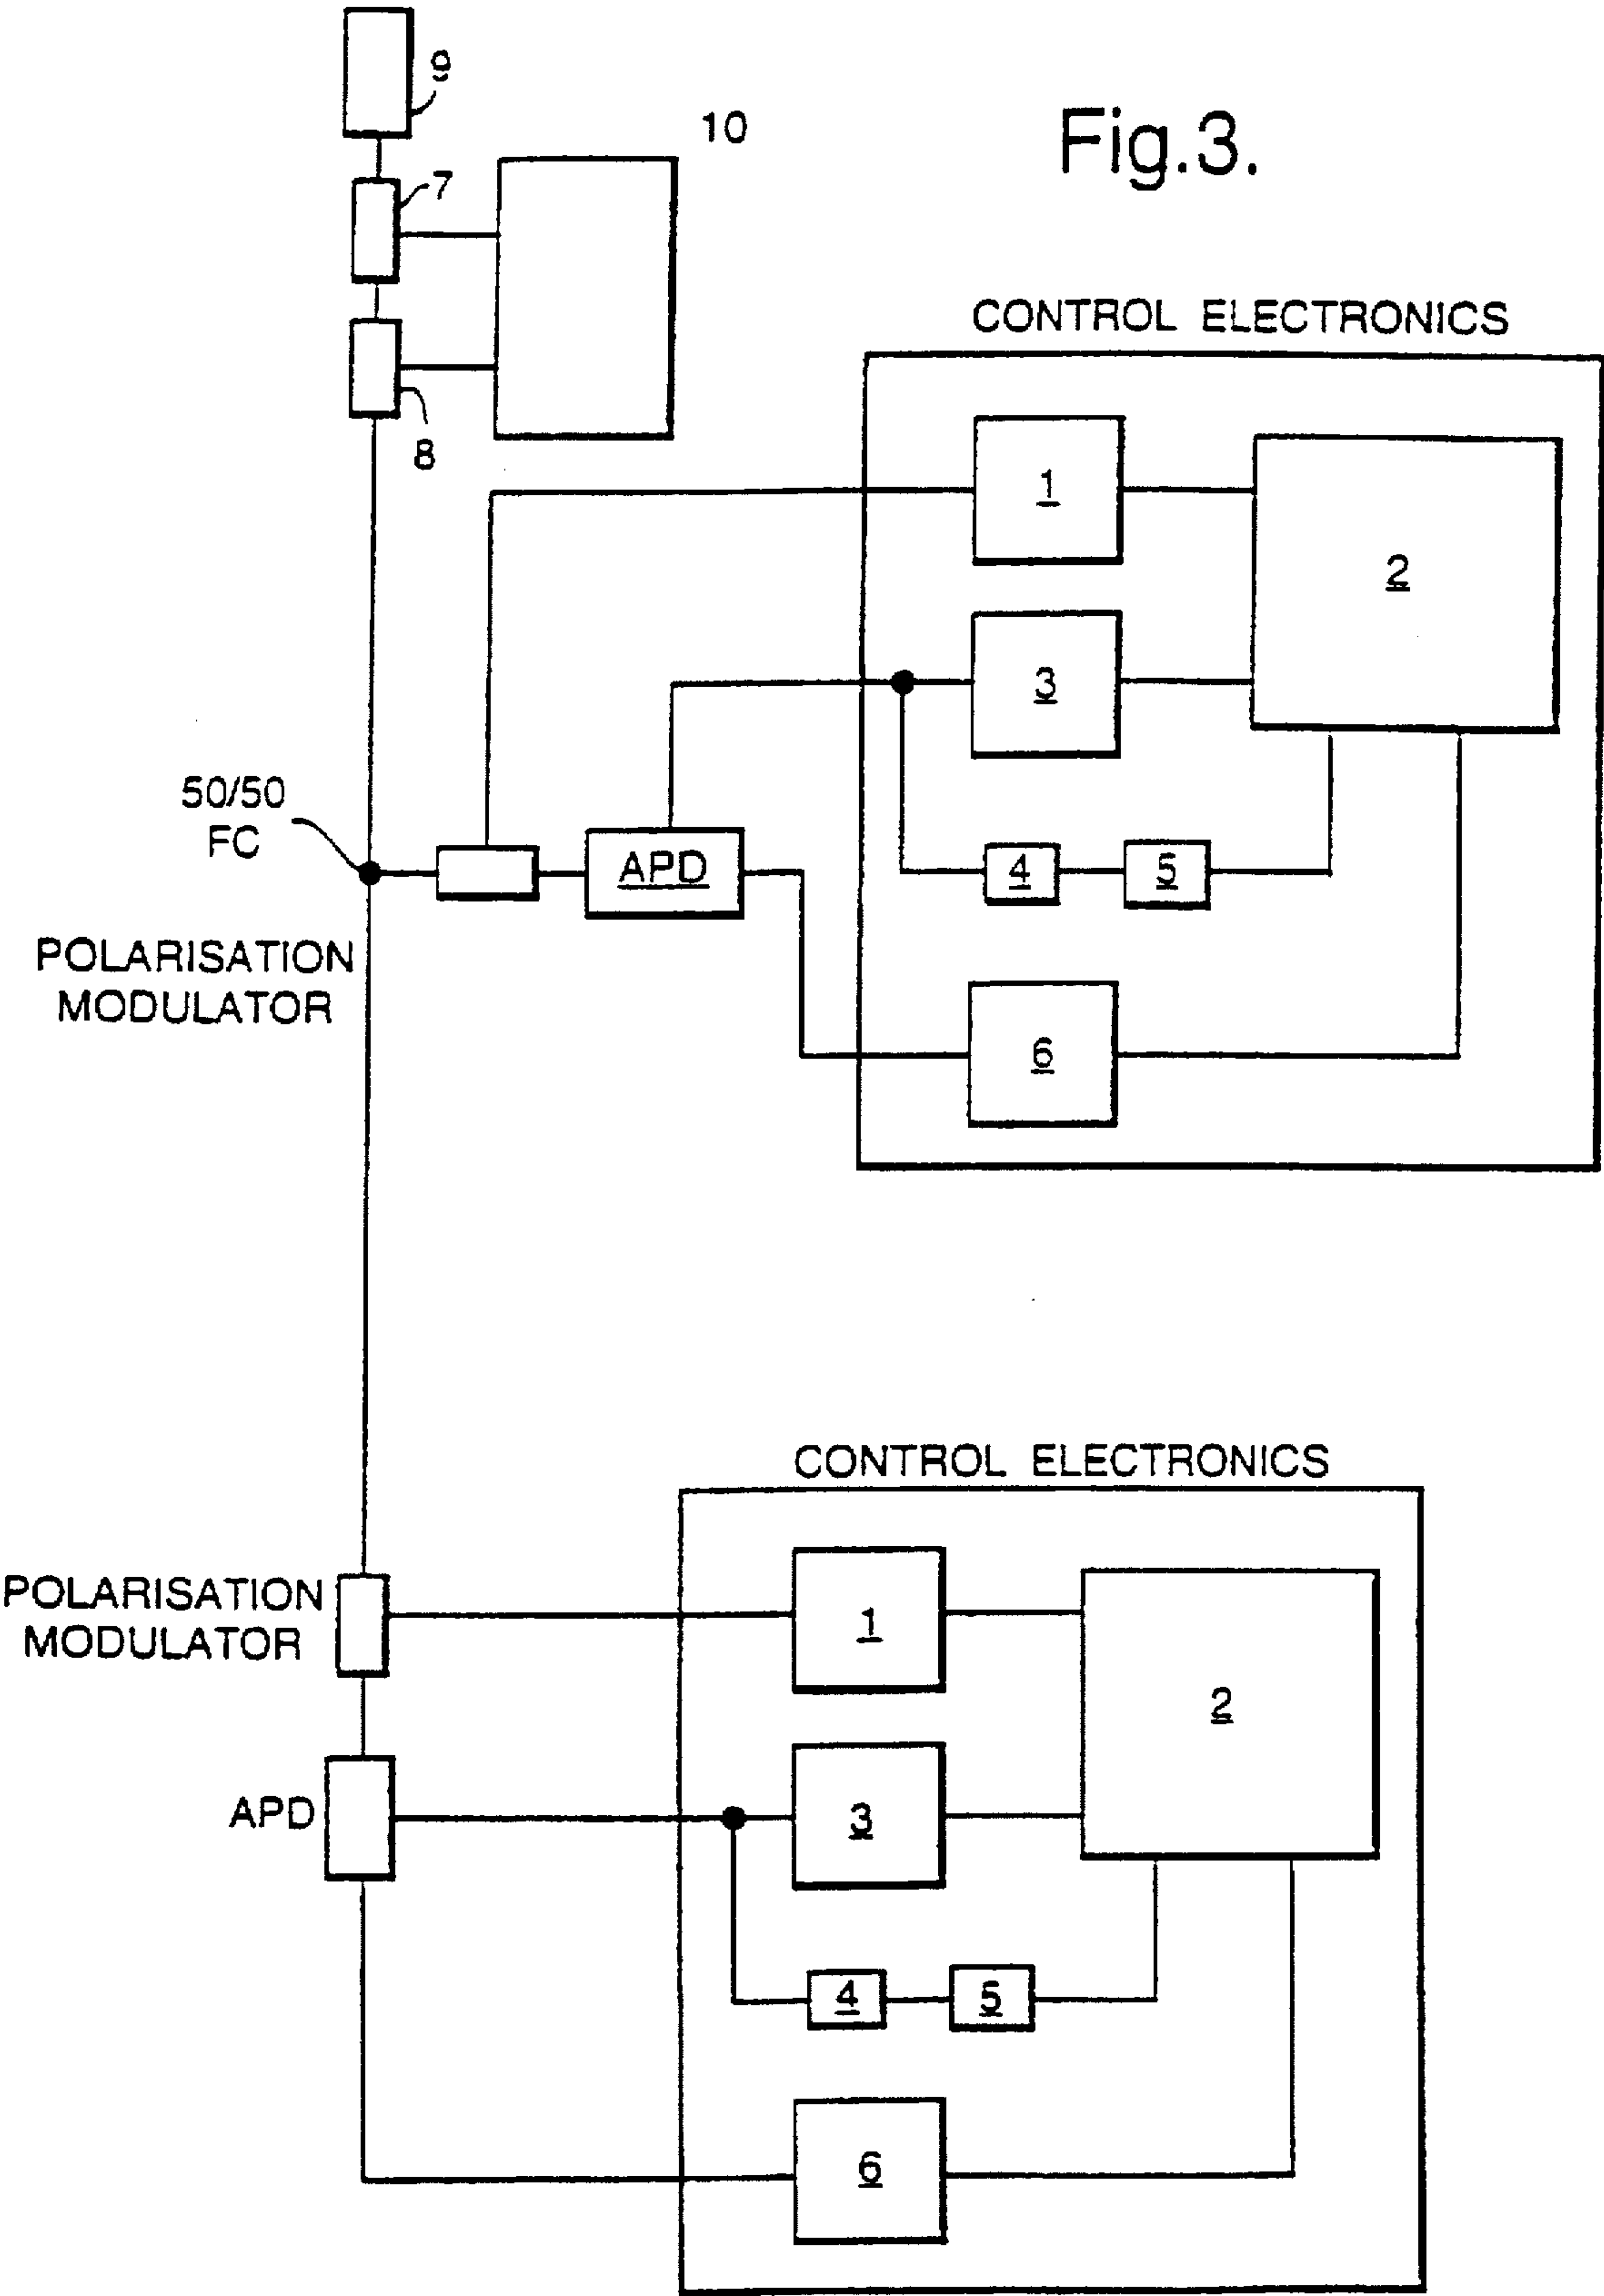 9
10
Fig.3.
7
CONTROL ELECTRONICS
8
1
2
3
50/50
FC
APD
4
5
POLARISATION
MODULATOR
6
CONTROL ELECTRONICS
POLARISATION
MODULATOR
1
2
APD
3
4
5
6